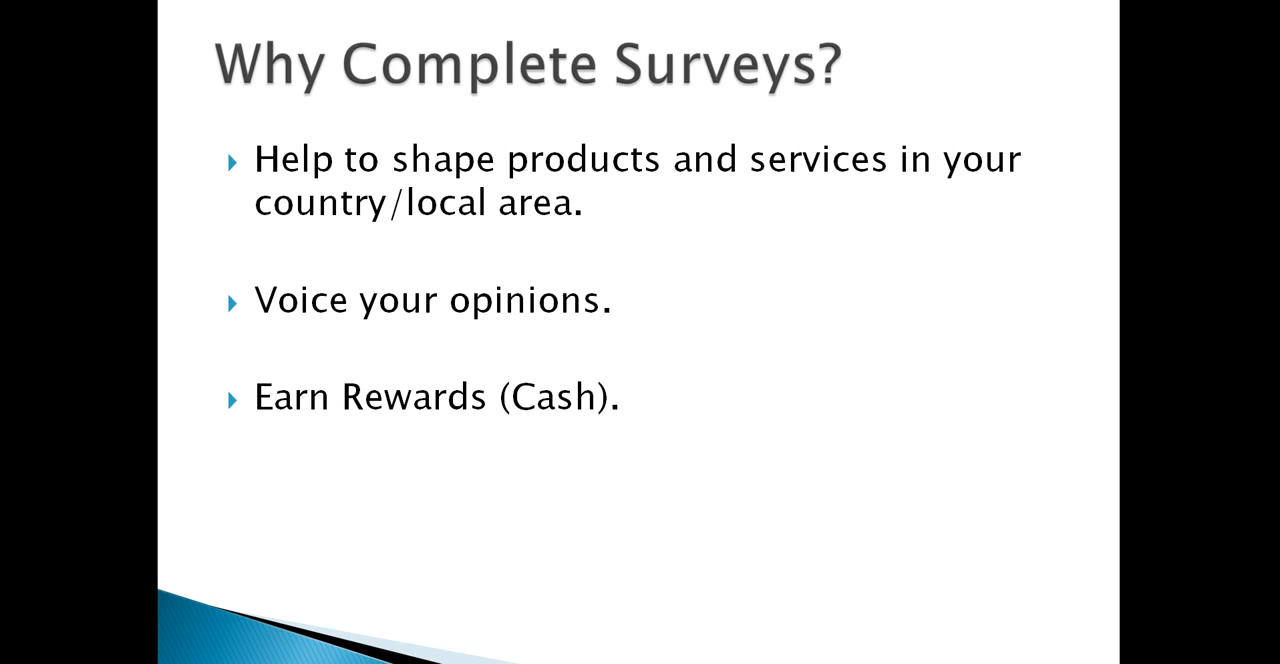 Why Complete Surveys?
Help to shape products and services in your
country/local area.
Voice your opinions.
Earn Rewards (Cash).